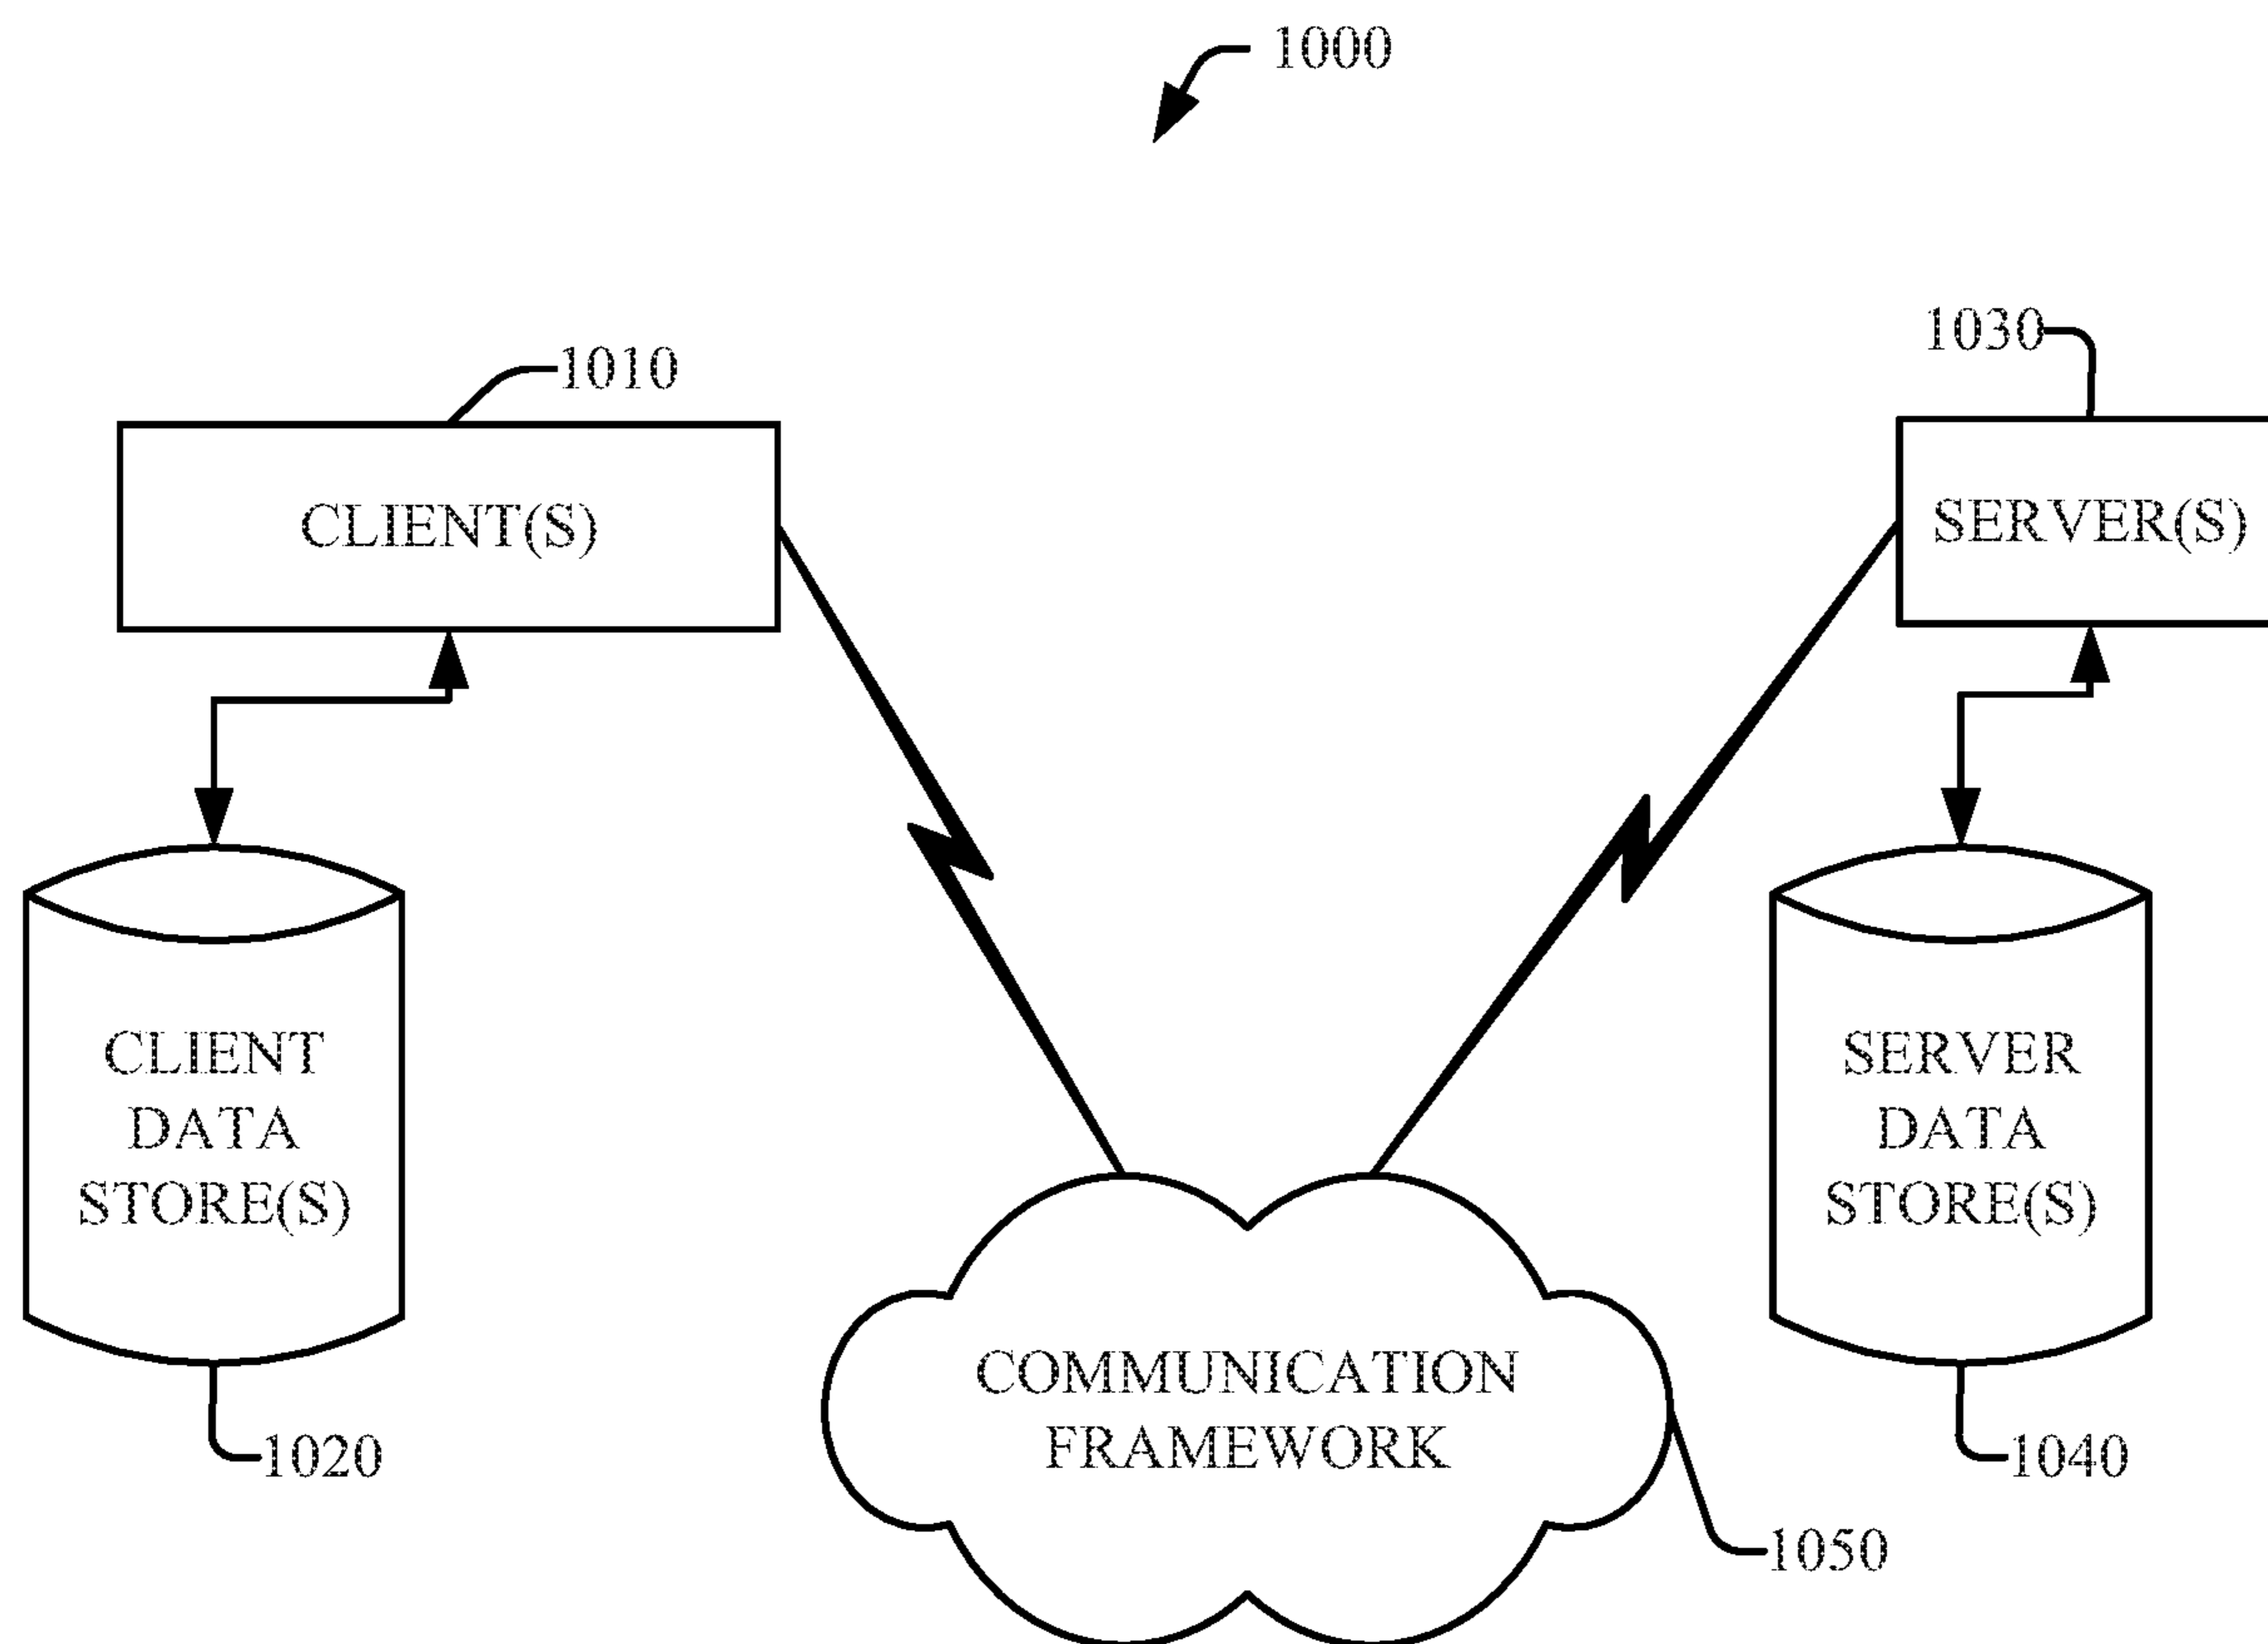 1000
1010
1030
CLIENT(S)
SERVER(S)
CLIENT
DATA
STORE(S)
SERVER
DATA
STORE(S)
COMMUNICATION
FRAMEWORK
1020
1040
1050